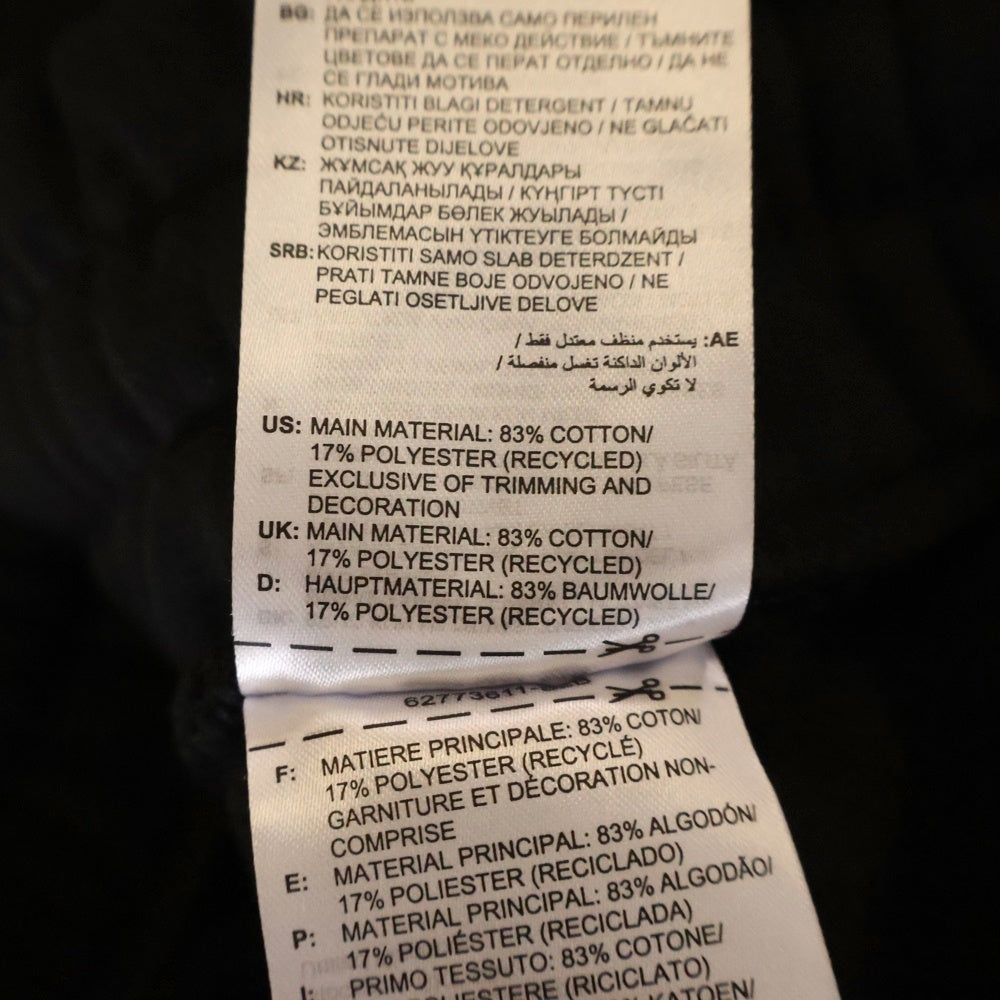 BG: ДА СЕ ИЗПОЛЗВА САМО ПЕРИЛЕН
ПРЕПАРАТ С МЕКО ДЕЙСТВИЕ / ТЪМНИТЕ
ЦВЕТОВЕ ДА СЕ ПЕРАТ ОТДЕЛНО / ДА НЕ
СЕ ГЛАДИ МОТИВА
HR: KORISTITI BLAGI DETERGENT / TAMNU
ODJEĆU PERITE ODOVJENO / NE GLAČATI
OTISNUTE DIJELOVE
KZ: ЖҰМСАҚ ЖУУ ҚҰРАЛДАРЫ
ПАЙДАЛАНЫЛАДЫ / КҮҢГІРТ ТҮСТІ
БҰЙЫМДАР БӨЛЕК ЖУЫЛАДЫ /
ЭМБЛЕМАСЫН ҮТІКТЕУГЕ БОЛМАЙДЫ
SRB: KORISTITI SAMO SLAB DETERDZENT /
PRATI TAMNE BOJE ODVOJENO / NE
PEGLATI OSETLJIVE DELOVE
AE: يستخدم منظف معتدل فقط /
الألوان الداكنة تغسل منفصلة /
لا تكوي الرسمة
US: MAIN MATERIAL: 83% COTTON/
17% POLYESTER (RECYCLED)
EXCLUSIVE OF TRIMMING AND
DECORATION
UK: MAIN MATERIAL: 83% COTTON/
17% POLYESTER (RECYCLED)
D: HAUPTMATERIAL: 83% BAUMWOLLE/
17% POLYESTER (RECYCLED)
F: MATIERE PRINCIPALE: 83% COTON/
17% POLYESTER (RECYCLÉ)
GARNITURE ET DÉCORATION NON-
COMPRISE
E: MATERIAL PRINCIPAL: 83% ALGODÓN/
17% POLIESTER (RECICLADO)
P: MATERIAL PRINCIPAL: 83% ALGODÃO/
17% POLIÉSTER (RECICLADA)
I: PRIMO TESSUTO: 83% COTONE/
(RICICLATO)
KATOEN/